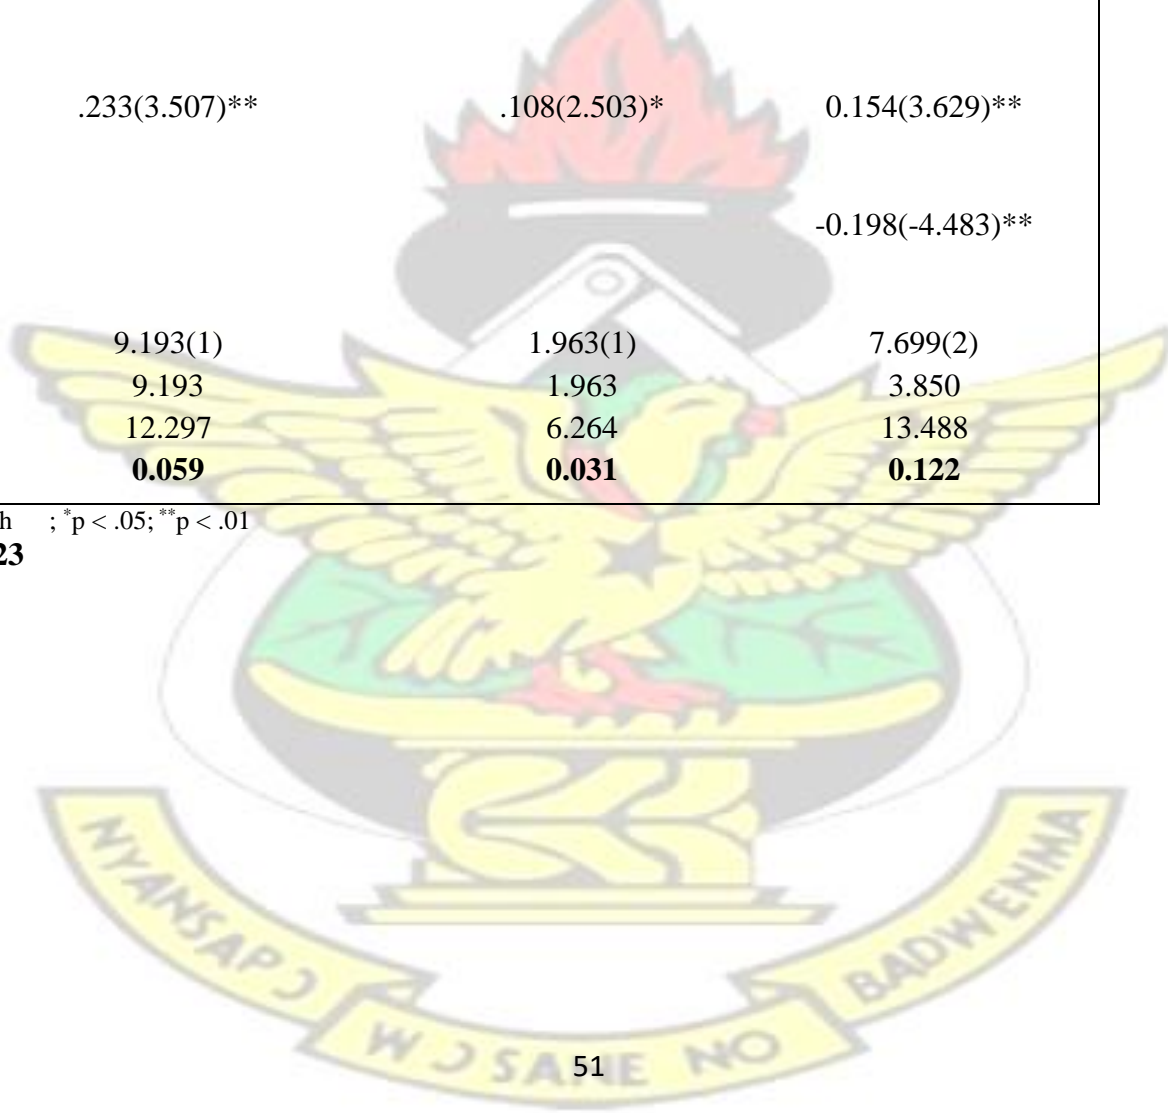 .233(3.507)** .108(2.503)* 0.154(3.629)**
-0.198(-4.483)**
9.193(1) 1.963(1) 7.699(2)
9.193 1.963 3.850
12.297 6.264 13.488
0.059 0.031 0.122
h ; *p < .05; **p < .01
23
NYANSAPƆ WƆSANE NO BADWENMA
51